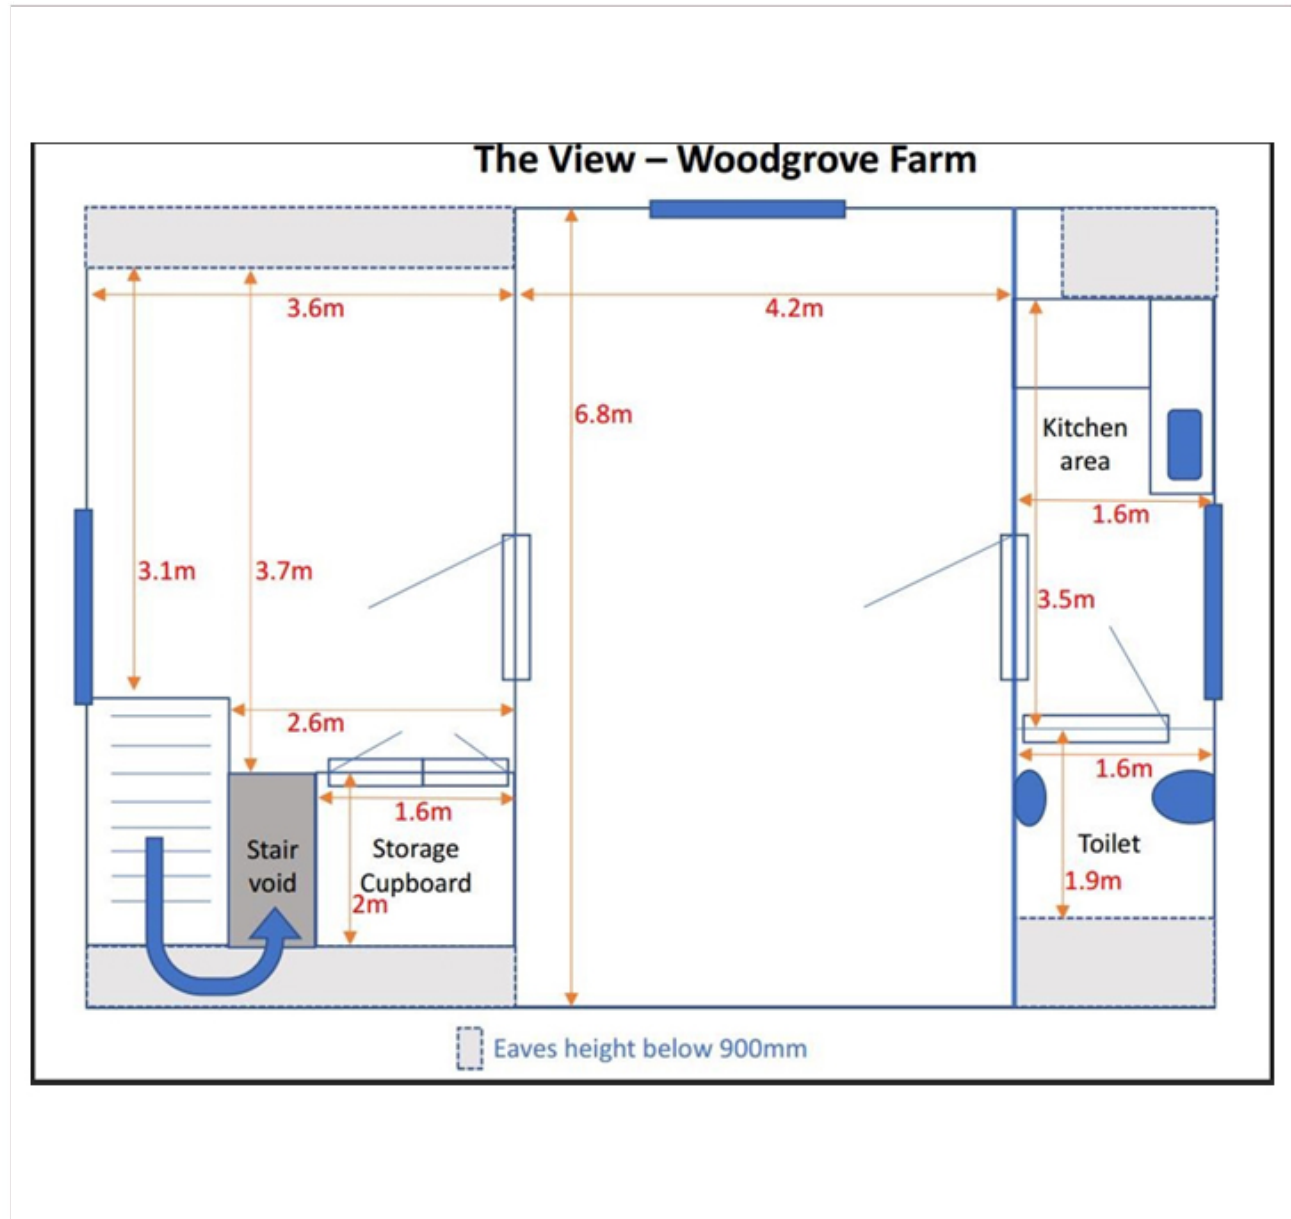 The View – Woodgrove Farm
3.6m
4.2m
6.8m
Kitchen
area
1.6m
3.1m
3.7m
3.5m
2.6m
1.6m
1.6m
Stair
void
Storage
Cupboard
2m
Toilet
1.9m
Eaves height below 900mm